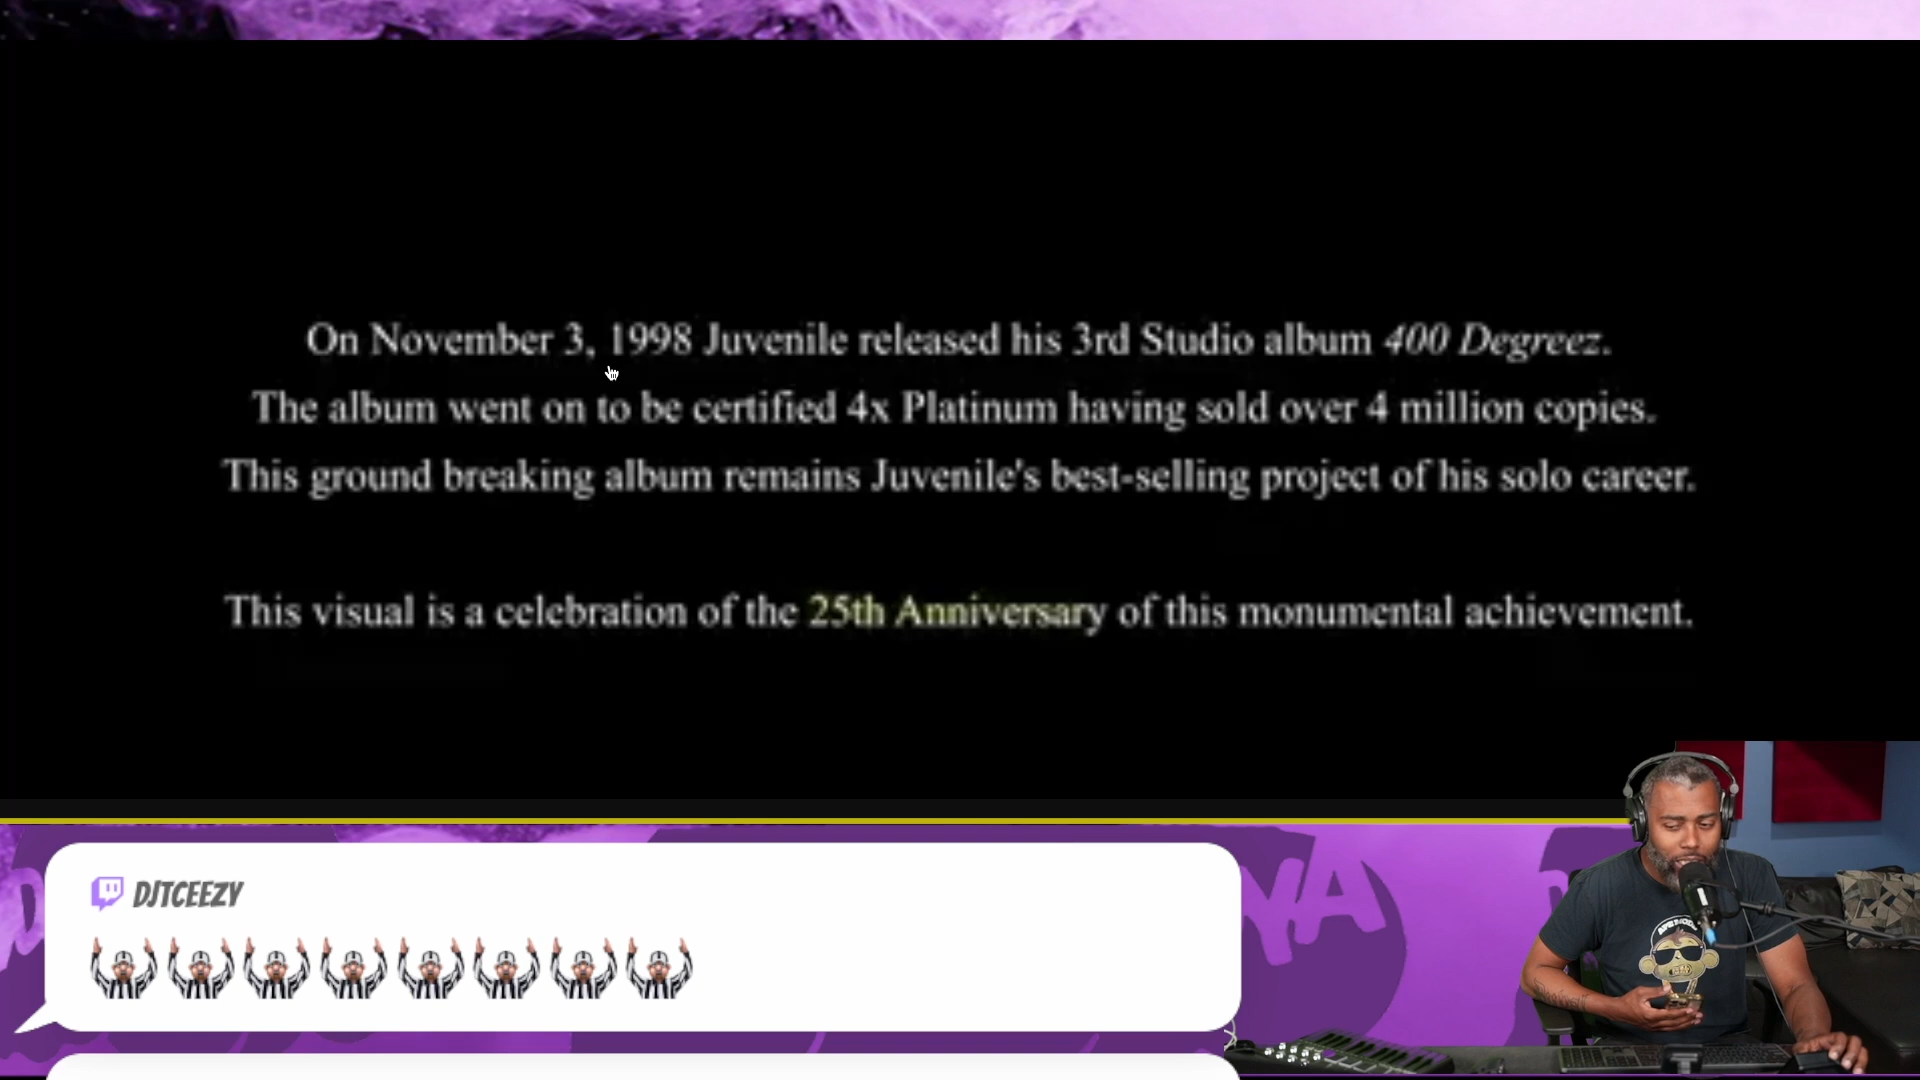 On November 3, 1998 Juvenile released his 3rd Studio album 400 Degreez.
The album went on to be certified 4x Platinum having sold over 4 million copies.
This ground breaking album remains Juvenile's best-selling project of his solo career.
This visual is a celebration of the 25th Anniversary of this monumental achievement.
DJTCEEZY